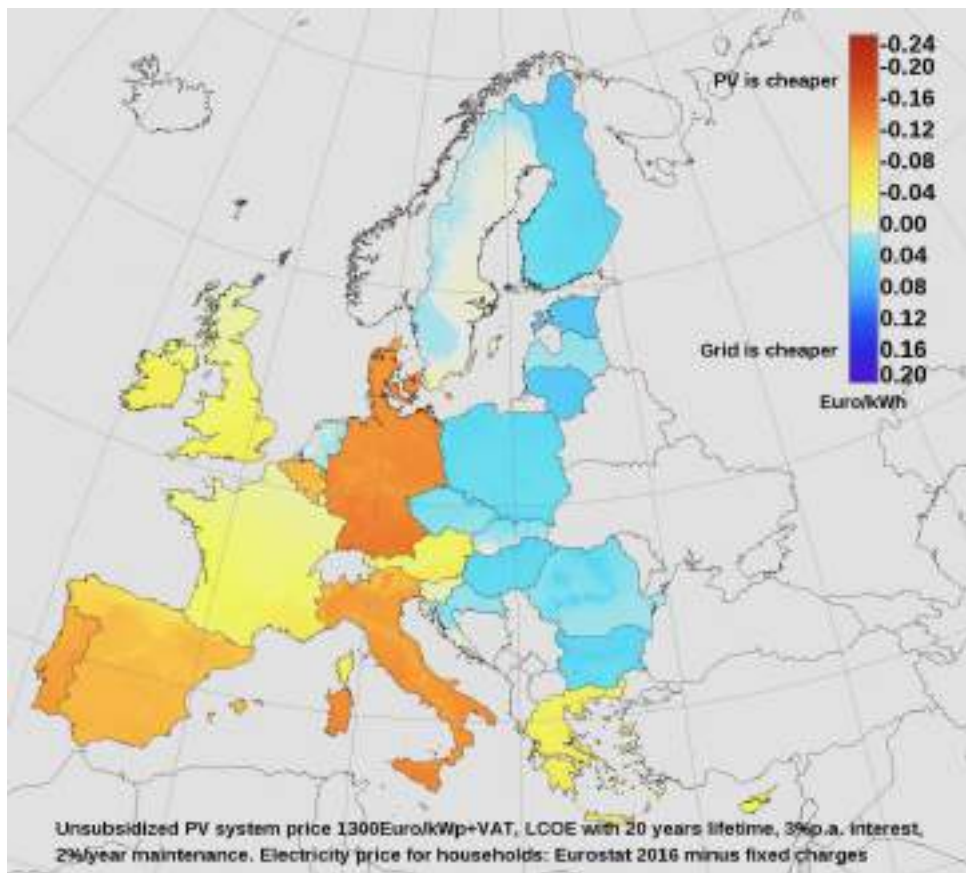 -0.24
-0.20
PV is cheaper
-0.16
-0.12
-0.08
-0.04
0.00
0.04
0.08
0.12
Grid is cheaper
0.16
0.20
Euro/kWh
Unsubsidized PV system price 1300Euro/kWp+VAT, LCOE with 20 years lifetime, 3%p.a. interest,
2%/year maintenance. Electricity price for households: Eurostat 2016 minus fixed charges